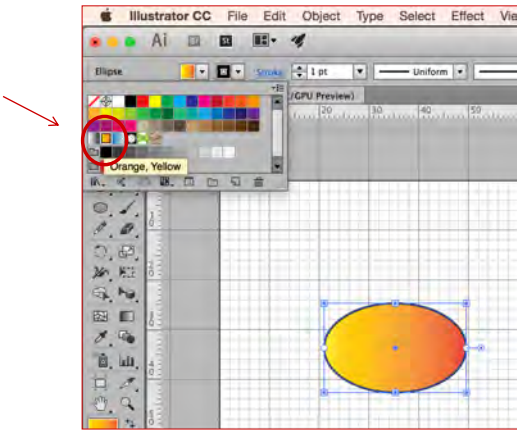 Illustrator CC File Edit Object Type Select Effect Vie
Ai St
Ellipse Stroke 1 pt Uniform
/GPU Preview)
20 30 40 50
Orange, Yellow